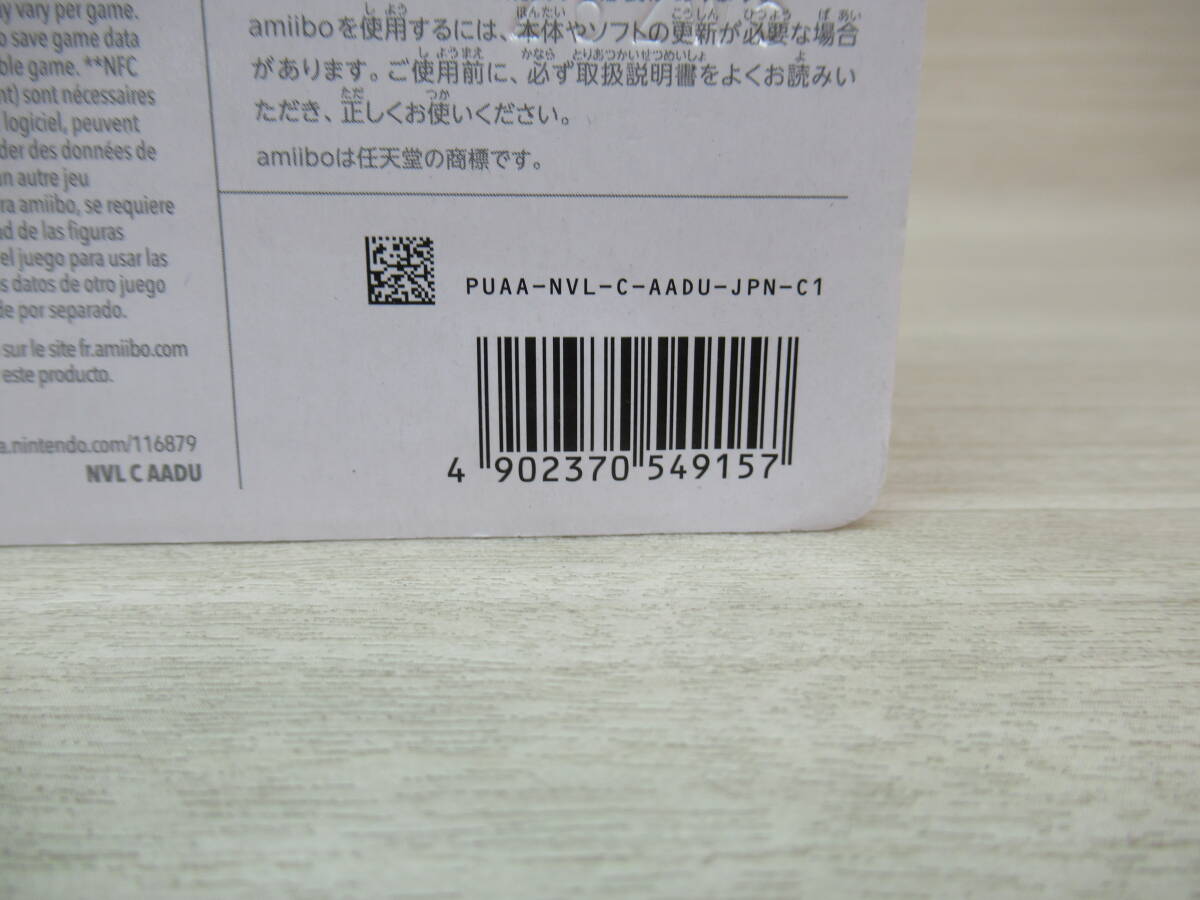 y vary per game.
o save game data
ble game. **NFC
nt) sont nécessaires
logiciel, peuvent
der des données de
un autre jeu
ra amiibo, se requiere
ad de las figuras
el juego para usar las
s datos de otro juego
de por separado.
sur le site fr.amiibo.com
este producto.
a.nintendo.com/116879
NVL C AADU
amiiboを使用するには、本体やソフトの更新が必要な場合
があります。ご使用前に、必ず取扱説明書をよくお読みい
ただき、正しくお使いください。
amiiboは任天堂の商標です。
PUAA-NVL-C-AADU-JPN-C1
4 902370 549157